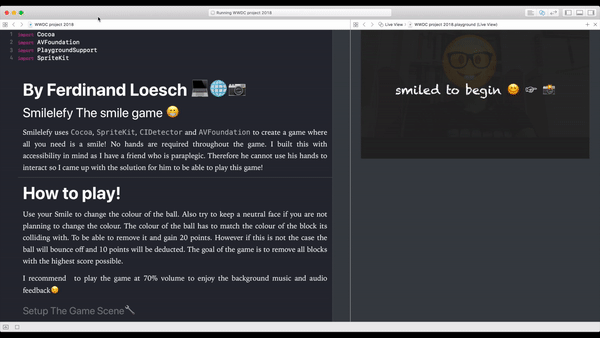 Running WWDC project 2018
WWDC project 2018
Live View
WWDC project 2018.playground (Live View)
1 import Cocoa
2 import AVFoundation
3 import PlaygroundSupport
4 import SpriteKit
By Ferdinand Loesch 💻🌐📷
Smilelefy The smile game 😁
Smilelefy uses Cocoa, SpriteKit, CIDetector and AVFoundation to create a game where
all you need is a smile! No hands are required throughout the game. I built this with
accessibility in mind as I have a friend who is paraplegic. Therefore he cannot use his hands to
interact so I came up with the solution for him to be able to play this game!
How to play!
Use your Smile to change the colour of the ball. Also try to keep a neutral face if you are not
planning to change the colour. The colour of the ball has to match the colour of the block its
colliding with. To be able to remove it and gain 20 points. However if this is not the case the
ball will bounce off and 10 points will be deducted. The goal of the game is to remove all blocks
with the highest score possible.
I recommend to play the game at 70% volume to enjoy the background music and audio
feedback😉
Setup The Game Scene🔧
smiled to begin 😊 👉 📸